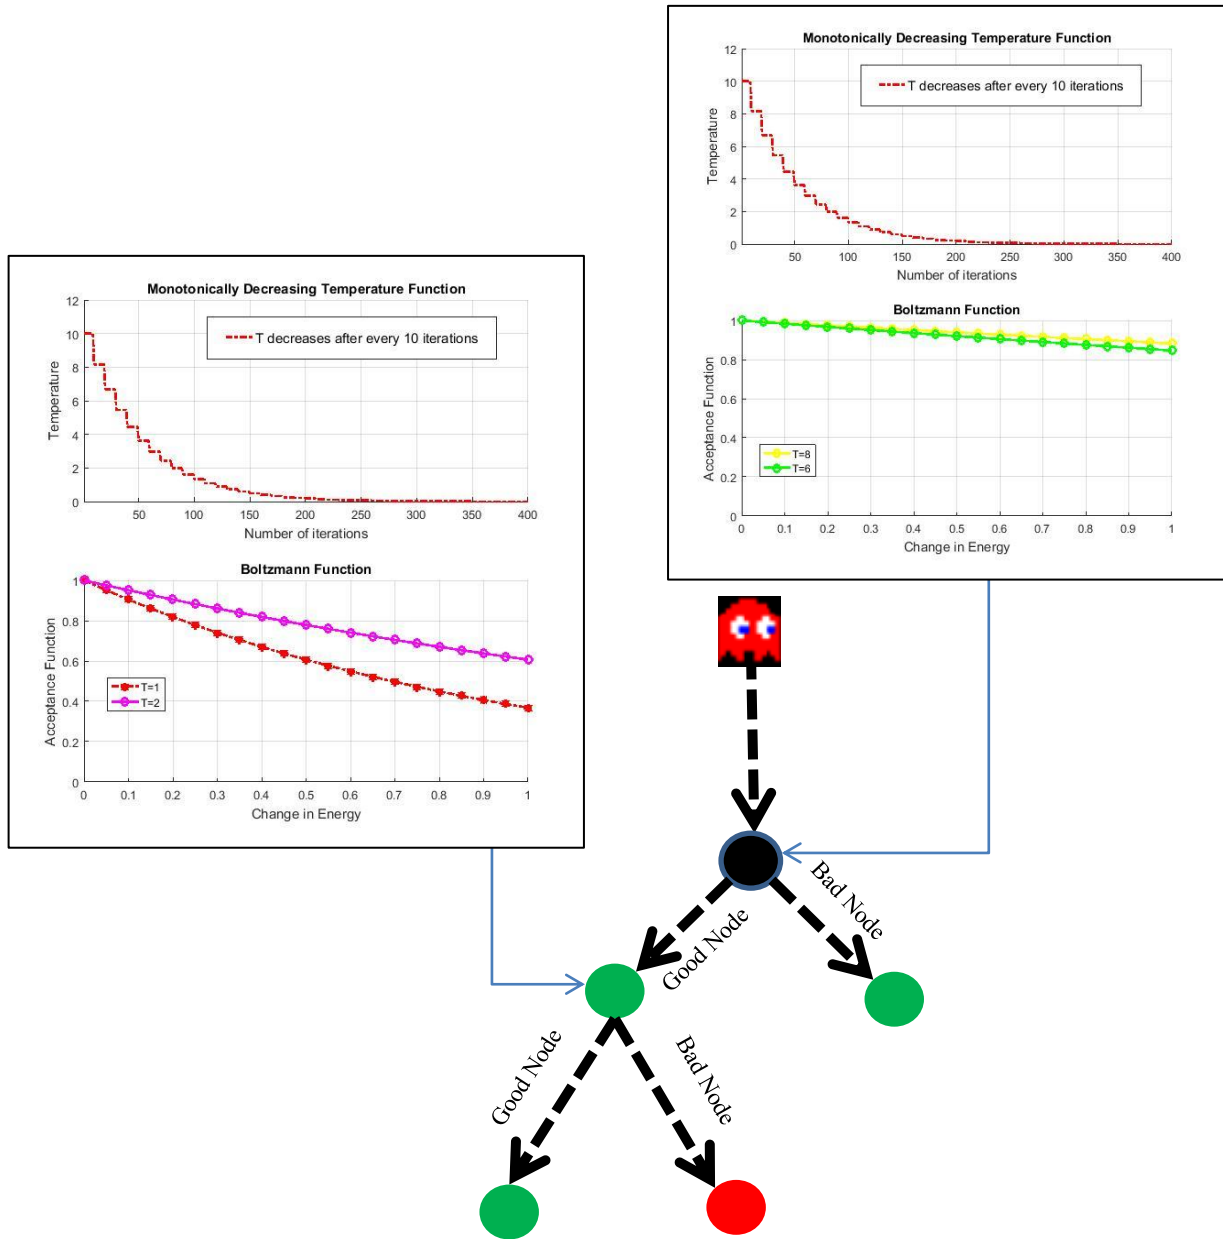 Monotonically Decreasing Temperature Function
12
10
8
6
4
2
0
Temperature
T decreases after every 10 iterations
50 100 150 200 250 300 350 400
Number of iterations
Boltzmann Function
1
0.8
0.6
0.4
0.2
0
Acceptance Function
T=8
T=6
0 0.1 0.2 0.3 0.4 0.5 0.6 0.7 0.8 0.9 1
Change in Energy
Monotonically Decreasing Temperature Function
12
10
8
6
4
2
0
Temperature
T decreases after every 10 iterations
50 100 150 200 250 300 350 400
Number of iterations
Boltzmann Function
1
0.8
0.6
0.4
0.2
0
Acceptance Function
T=1
T=2
0 0.1 0.2 0.3 0.4 0.5 0.6 0.7 0.8 0.9 1
Change in Energy
Good Node
Bad Node
Good Node
Bad Node